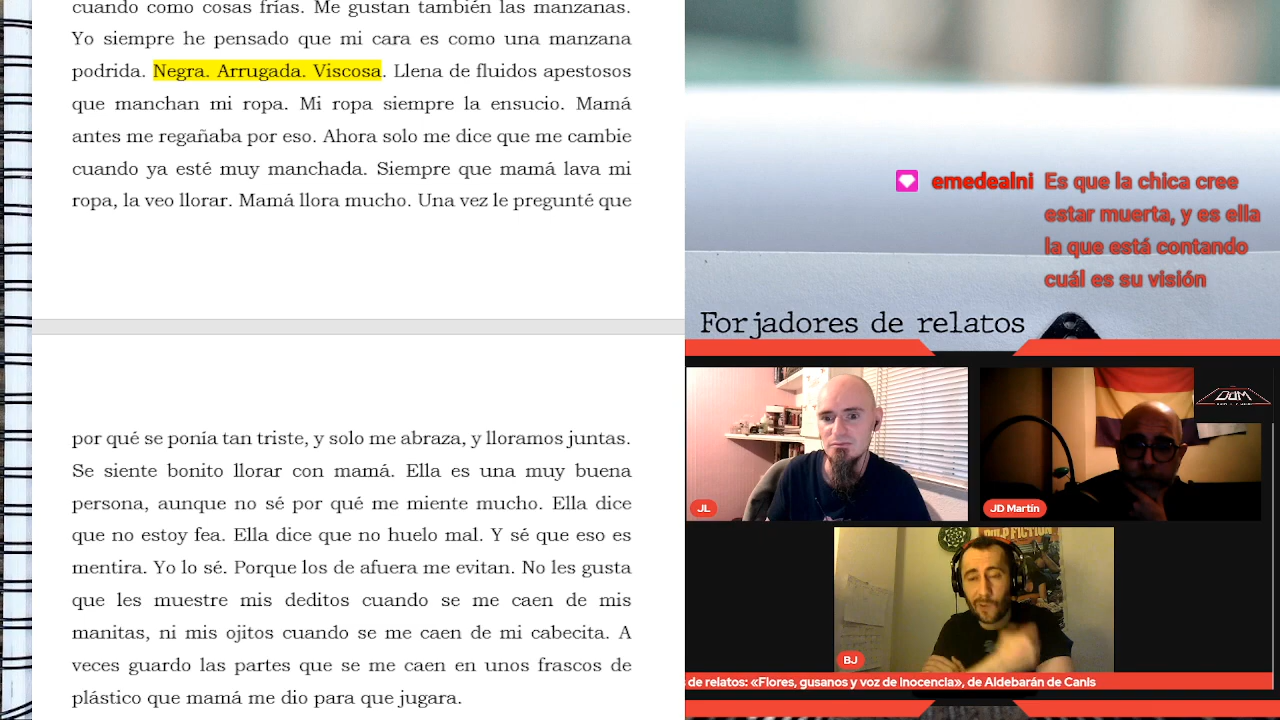 cuando como cosas frías. Me gustan también las manzanas.
Yo siempre he pensado que mi cara es como una manzana
podrida. Negra. Arrugada. Viscosa. Llena de fluidos apestosos
que manchan mi ropa. Mi ropa siempre la ensucio. Mamá
antes me regañaba por eso. Ahora solo me dice que me cambie
cuando ya esté muy manchada. Siempre que mamá lava mi
ropa, la veo llorar. Mamá llora mucho. Una vez le pregunté que
por qué se ponía tan triste, y solo me abraza, y lloramos juntas.
Se siente bonito llorar con mamá. Ella es una muy buena
persona, aunque no sé por qué me miente mucho. Ella dice
que no estoy fea. Ella dice que no huelo mal. Y sé que eso es
mentira. Yo lo sé. Porque los de afuera me evitan. No les gusta
que les muestre mis deditos cuando se me caen de mis
manitas, ni mis ojitos cuando se me caen de mi cabecita. A
veces guardo las partes que se me caen en unos frascos de
plástico que mamá me dio para que jugara.
emedealni Es que la chica cree
estar muerta, y es ella
la que está contando
cuál es su visión
Forjadores de relatos
JL
JD Martín
PULP FICTION
BJ
de relatos: «Flores, gusanos y voz de inocencia», de Aldebarán de Canis